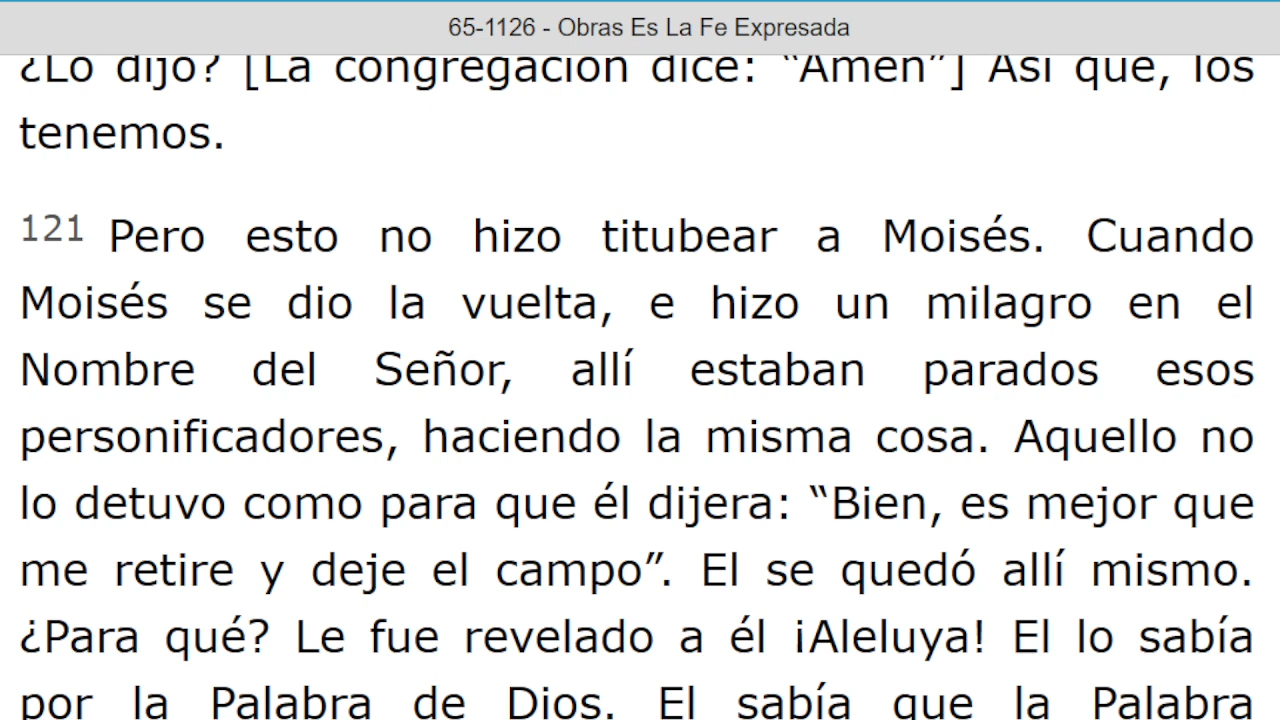 65-1126 - Obras Es La Fe Expresada
¿Lo dijo? [La congregación dice: “Amén”] Así que, los
tenemos.
121 Pero esto no hizo titubear a Moisés. Cuando
Moisés se dio la vuelta, e hizo un milagro en el
Nombre del Señor, allí estaban parados esos
personificadores, haciendo la misma cosa. Aquello no
lo detuvo como para que él dijera: “Bien, es mejor que
me retire y deje el campo”. El se quedó allí mismo.
¿Para qué? Le fue revelado a él ¡Aleluya! El lo sabía
por la Palabra de Dios. El sabía que la Palabra